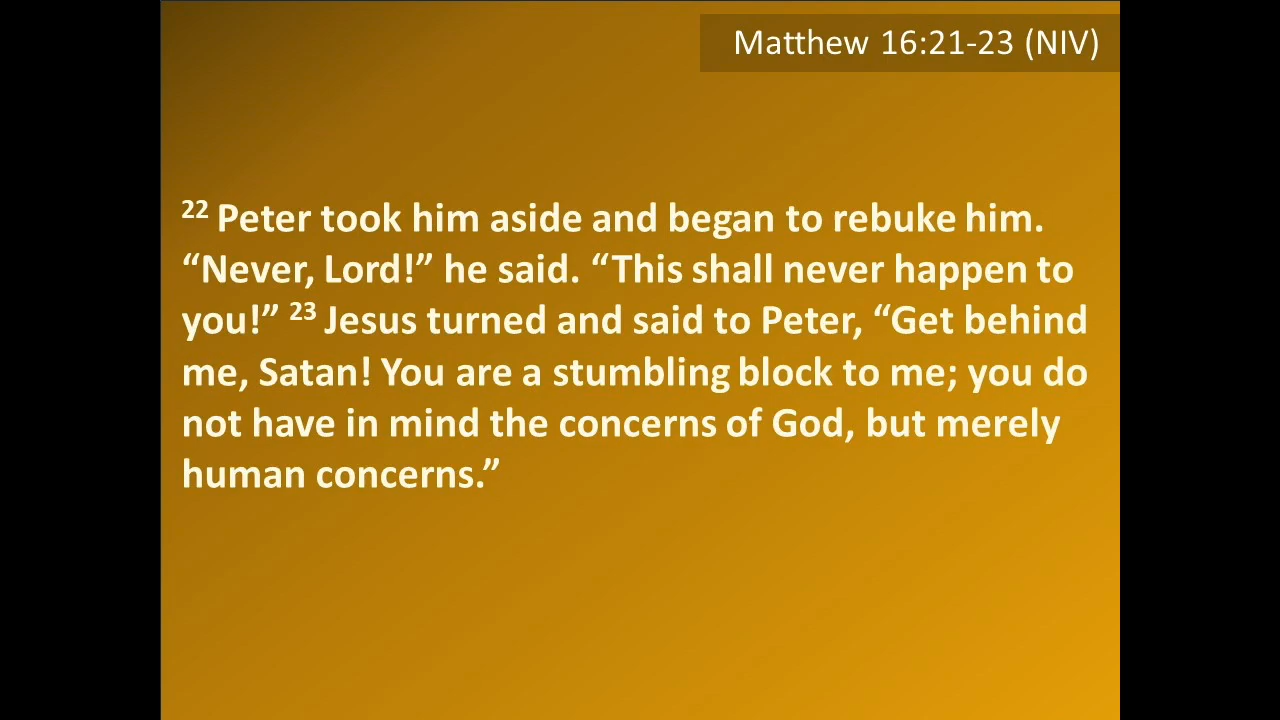 Matthew 16:21-23 (NIV)
22 Peter took him aside and began to rebuke him.
“Never, Lord!” he said. “This shall never happen to
you!” 23 Jesus turned and said to Peter, “Get behind
me, Satan! You are a stumbling block to me; you do
not have in mind the concerns of God, but merely
human concerns.”